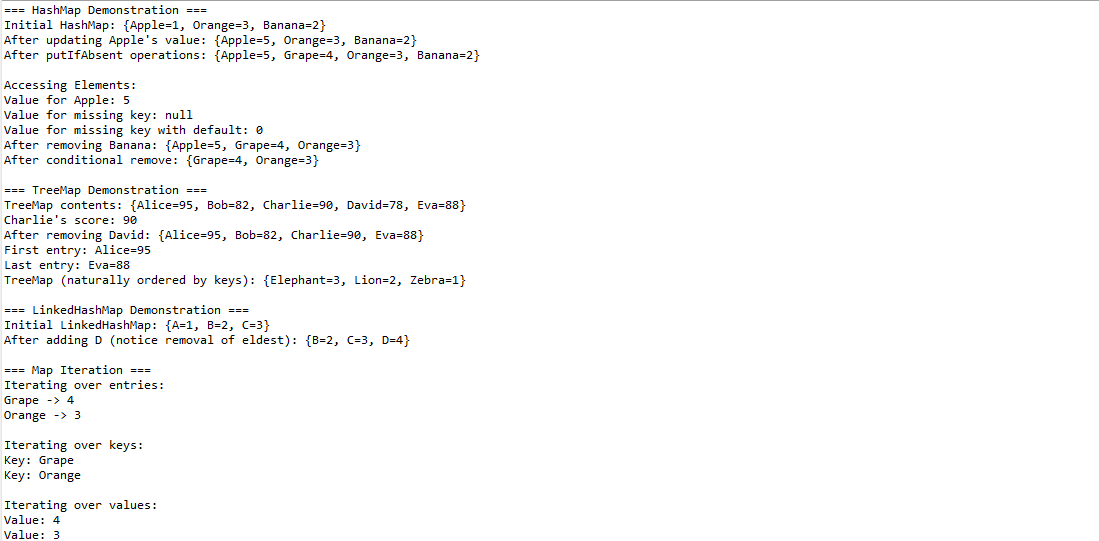 === HashMap Demonstration ===
Initial HashMap: {Apple=1, Orange=3, Banana=2}
After updating Apple's value: {Apple=5, Orange=3, Banana=2}
After putIfAbsent operations: {Apple=5, Grape=4, Orange=3, Banana=2}

Accessing Elements:
Value for Apple: 5
Value for missing key: null
Value for missing key with default: 0
After removing Banana: {Apple=5, Grape=4, Orange=3}
After conditional remove: {Grape=4, Orange=3}

=== TreeMap Demonstration ===
TreeMap contents: {Alice=95, Bob=82, Charlie=90, David=78, Eva=88}
Charlie's score: 90
After removing David: {Alice=95, Bob=82, Charlie=90, Eva=88}
First entry: Alice=95
Last entry: Eva=88
TreeMap (naturally ordered by keys): {Elephant=3, Lion=2, Zebra=1}

=== LinkedHashMap Demonstration ===
Initial LinkedHashMap: {A=1, B=2, C=3}
After adding D (notice removal of eldest): {B=2, C=3, D=4}

=== Map Iteration ===
Iterating over entries:
Grape -> 4
Orange -> 3

Iterating over keys:
Key: Grape
Key: Orange

Iterating over values:
Value: 4
Value: 3